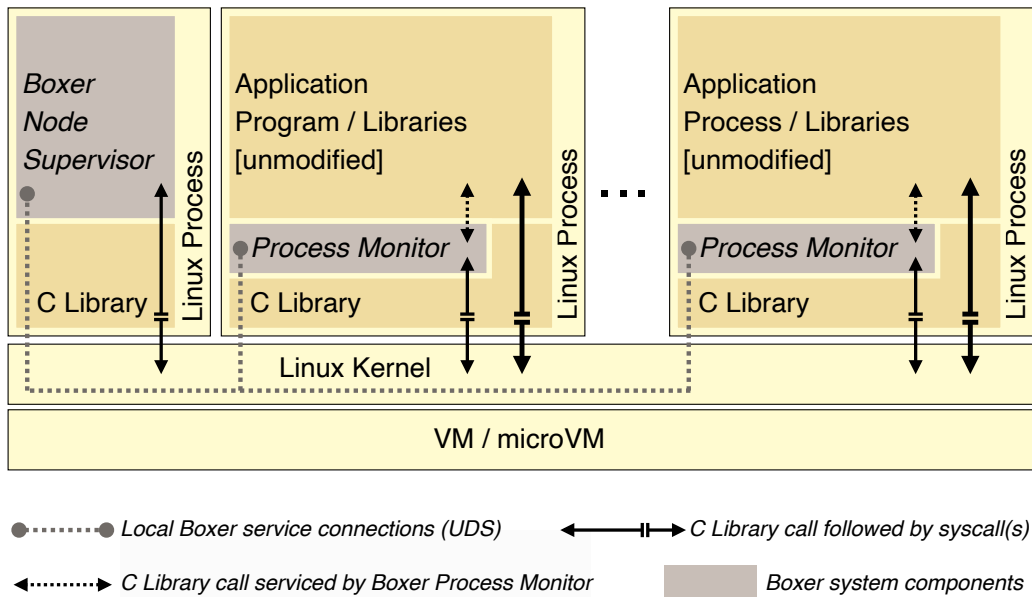 Boxer
Node
Supervisor
C Library
Linux Process
Application
Program / Libraries
[unmodified]
Process Monitor
C Library
Linux Process
Application
Process / Libraries
[unmodified]
Process Monitor
C Library
Linux Process
Linux Kernel
VM / microVM
Local Boxer service connections (UDS)
C Library call followed by syscall(s)
C Library call serviced by Boxer Process Monitor
Boxer system components